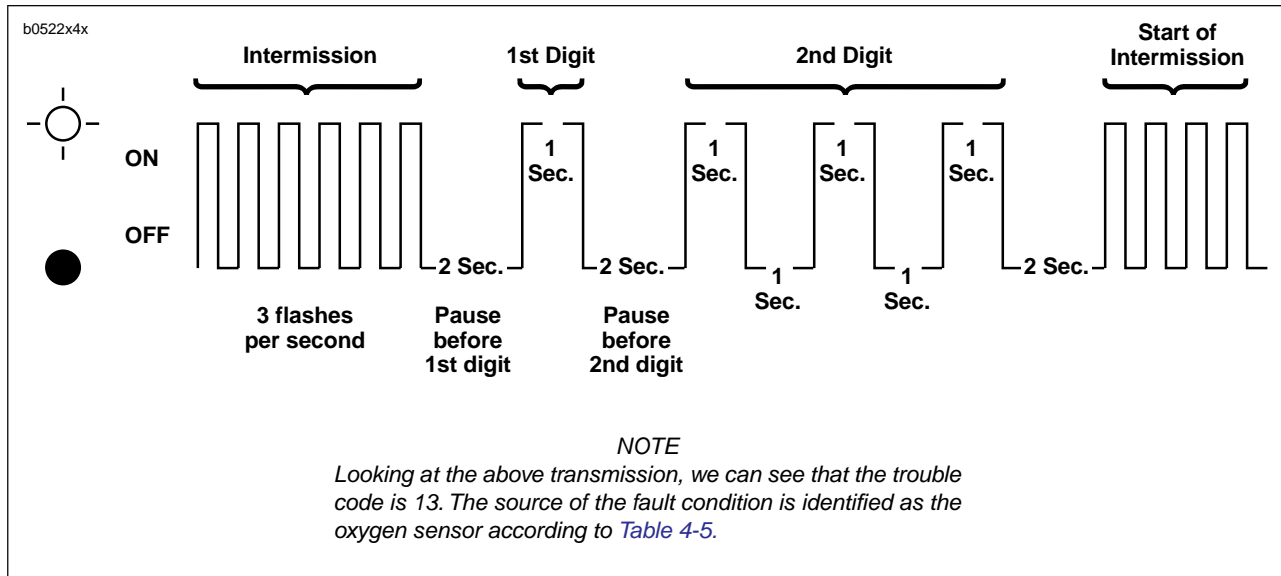 b0522x4x
Intermission
1st Digit
2nd Digit
Start of
Intermission
ON
OFF
1
Sec.
1
Sec.
1
Sec.
1
Sec.
2 Sec.
2 Sec.
1
Sec.
1
Sec.
2 Sec.
3 flashes
per second
Pause
before
1st digit
Pause
before
2nd digit
NOTE
Looking at the above transmission, we can see that the trouble
code is 13. The source of the fault condition is identified as the
oxygen sensor according to Table 4-5.